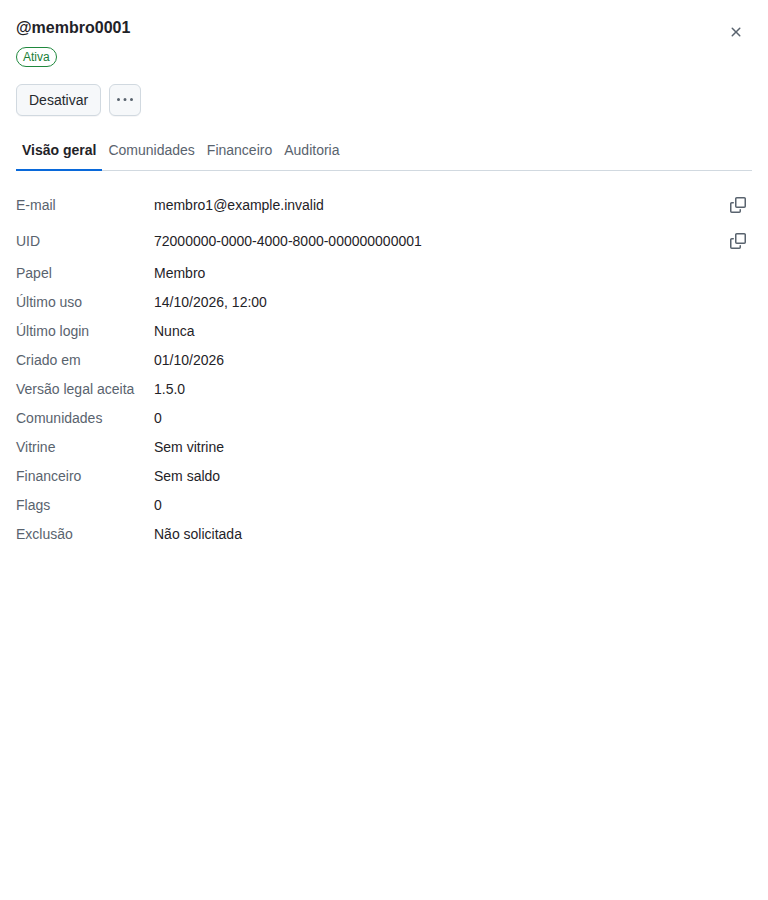 @membro0001
Ativa
Desativar
Visão geral Comunidades Financeiro Auditoria
E-mail membro1@example.invalid
UID 72000000-0000-4000-8000-000000000001
Papel Membro
Último uso 14/10/2026, 12:00
Último login Nunca
Criado em 01/10/2026
Versão legal aceita 1.5.0
Comunidades 0
Vitrine Sem vitrine
Financeiro Sem saldo
Flags 0
Exclusão Não solicitada